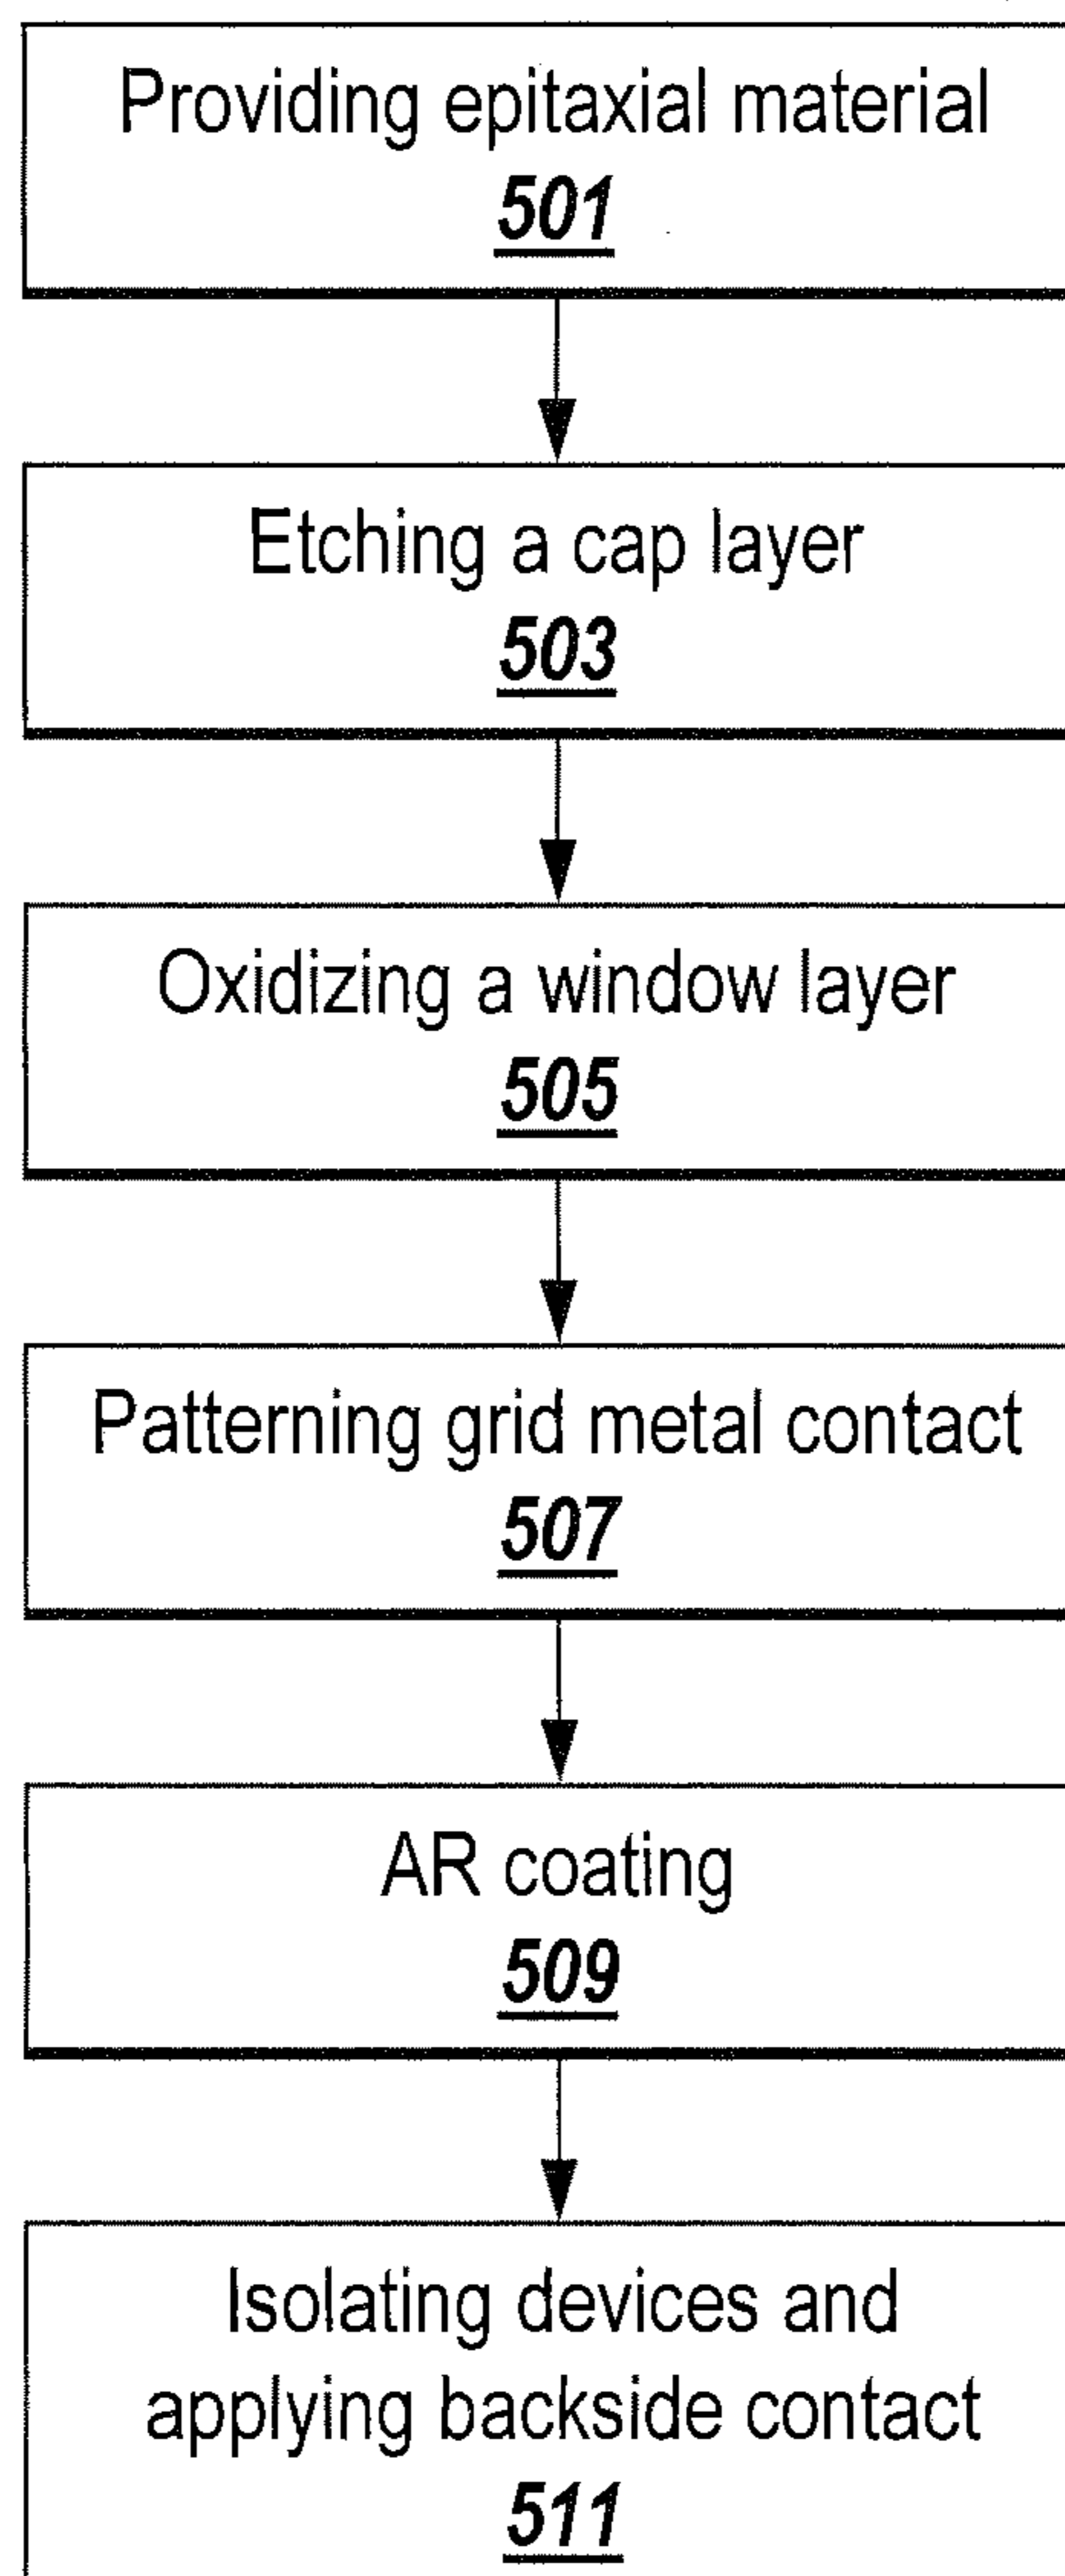 Providing epitaxial material
501
Etching a cap layer
503
Oxidizing a window layer
505
Patterning grid metal contact
507
AR coating
509
Isolating devices and
applying backside contact
511